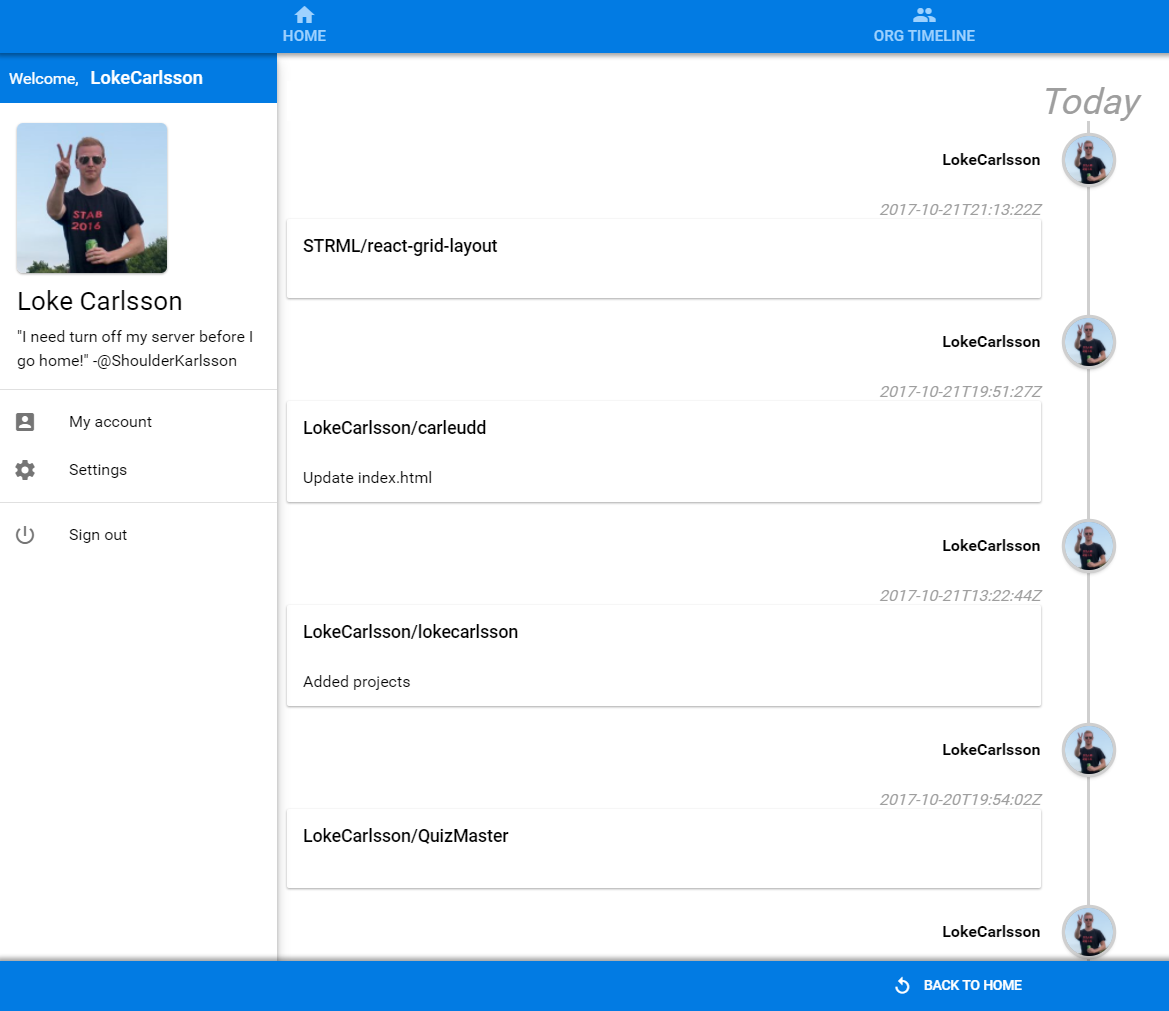 HOME
ORG TIMELINE
Welcome, LokeCarlsson
STAB
2016
Loke Carlsson
"I need turn off my server before I
go home!" -@ShoulderKarlsson
My account
Settings
Sign out
Today
LokeCarlsson
2017-10-21T21:13:22Z
STRML/react-grid-layout
LokeCarlsson
2017-10-21T19:51:27Z
LokeCarlsson/carleudd
Update index.html
LokeCarlsson
2017-10-21T13:22:44Z
LokeCarlsson/lokecarlsson
Added projects
LokeCarlsson
2017-10-20T19:54:02Z
LokeCarlsson/QuizMaster
LokeCarlsson
BACK TO HOME